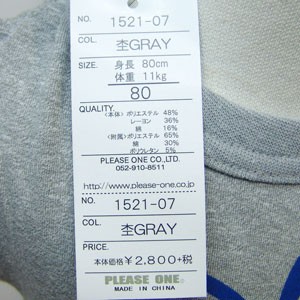 NO. 1521-07
COL. 杢GRAY
SIZE. 身長 80cm
体重 11kg
80
QUALITY.
<本体> ポリエステル 48%
レーヨン 36%
綿 16%
<附属> ポリエステル 65%
綿 30%
ポリウレタン 5%
PLEASE ONE CO.,LTD.
052-910-8511
http://www.please-one.co.jp
NO. 1521-07
COL. 杢GRAY
PRICE.
本体価格 ¥2,800+税
PLEASE ONE.
MADE IN CHINA